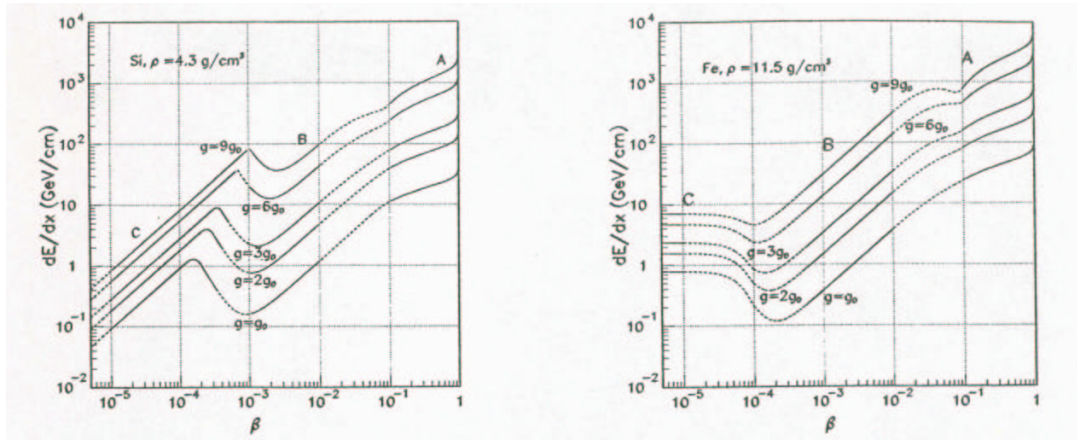 10⁴
10³
10²
10
1
10⁻¹
10⁻²
dE/dx (GeV/cm)
Si, ρ =4.3 g/cm³
A
B
C
g=9g₀
g=6g₀
g=3g₀
g=2g₀
g=g₀
10⁻⁵
10⁻⁴
10⁻³
10⁻²
10⁻¹
1
β
10⁴
10³
10²
10
1
10⁻¹
10⁻²
dE/dx (GeV/cm)
Fe, ρ =11.5 g/cm³
A
g=9g₀
g=6g₀
B
C
g=3g₀
g=2g₀
g=g₀
10⁻⁵
10⁻⁴
10⁻³
10⁻²
10⁻¹
1
β